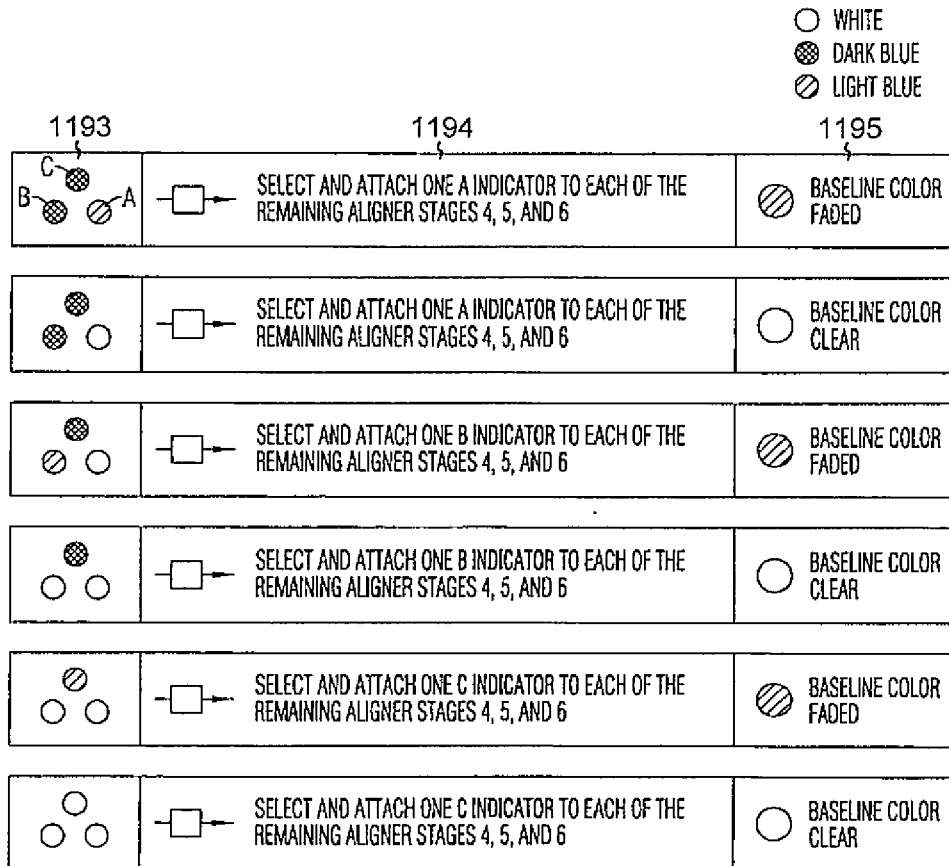 WHITE
DARK BLUE
LIGHT BLUE
1193 1194 1195
C
B A
SELECT AND ATTACH ONE A INDICATOR TO EACH OF THE
REMAINING ALIGNER STAGES 4, 5, AND 6
BASELINE COLOR
FADED
SELECT AND ATTACH ONE A INDICATOR TO EACH OF THE
REMAINING ALIGNER STAGES 4, 5, AND 6
BASELINE COLOR
CLEAR
SELECT AND ATTACH ONE B INDICATOR TO EACH OF THE
REMAINING ALIGNER STAGES 4, 5, AND 6
BASELINE COLOR
FADED
SELECT AND ATTACH ONE B INDICATOR TO EACH OF THE
REMAINING ALIGNER STAGES 4, 5, AND 6
BASELINE COLOR
CLEAR
SELECT AND ATTACH ONE C INDICATOR TO EACH OF THE
REMAINING ALIGNER STAGES 4, 5, AND 6
BASELINE COLOR
FADED
SELECT AND ATTACH ONE C INDICATOR TO EACH OF THE
REMAINING ALIGNER STAGES 4, 5, AND 6
BASELINE COLOR
CLEAR